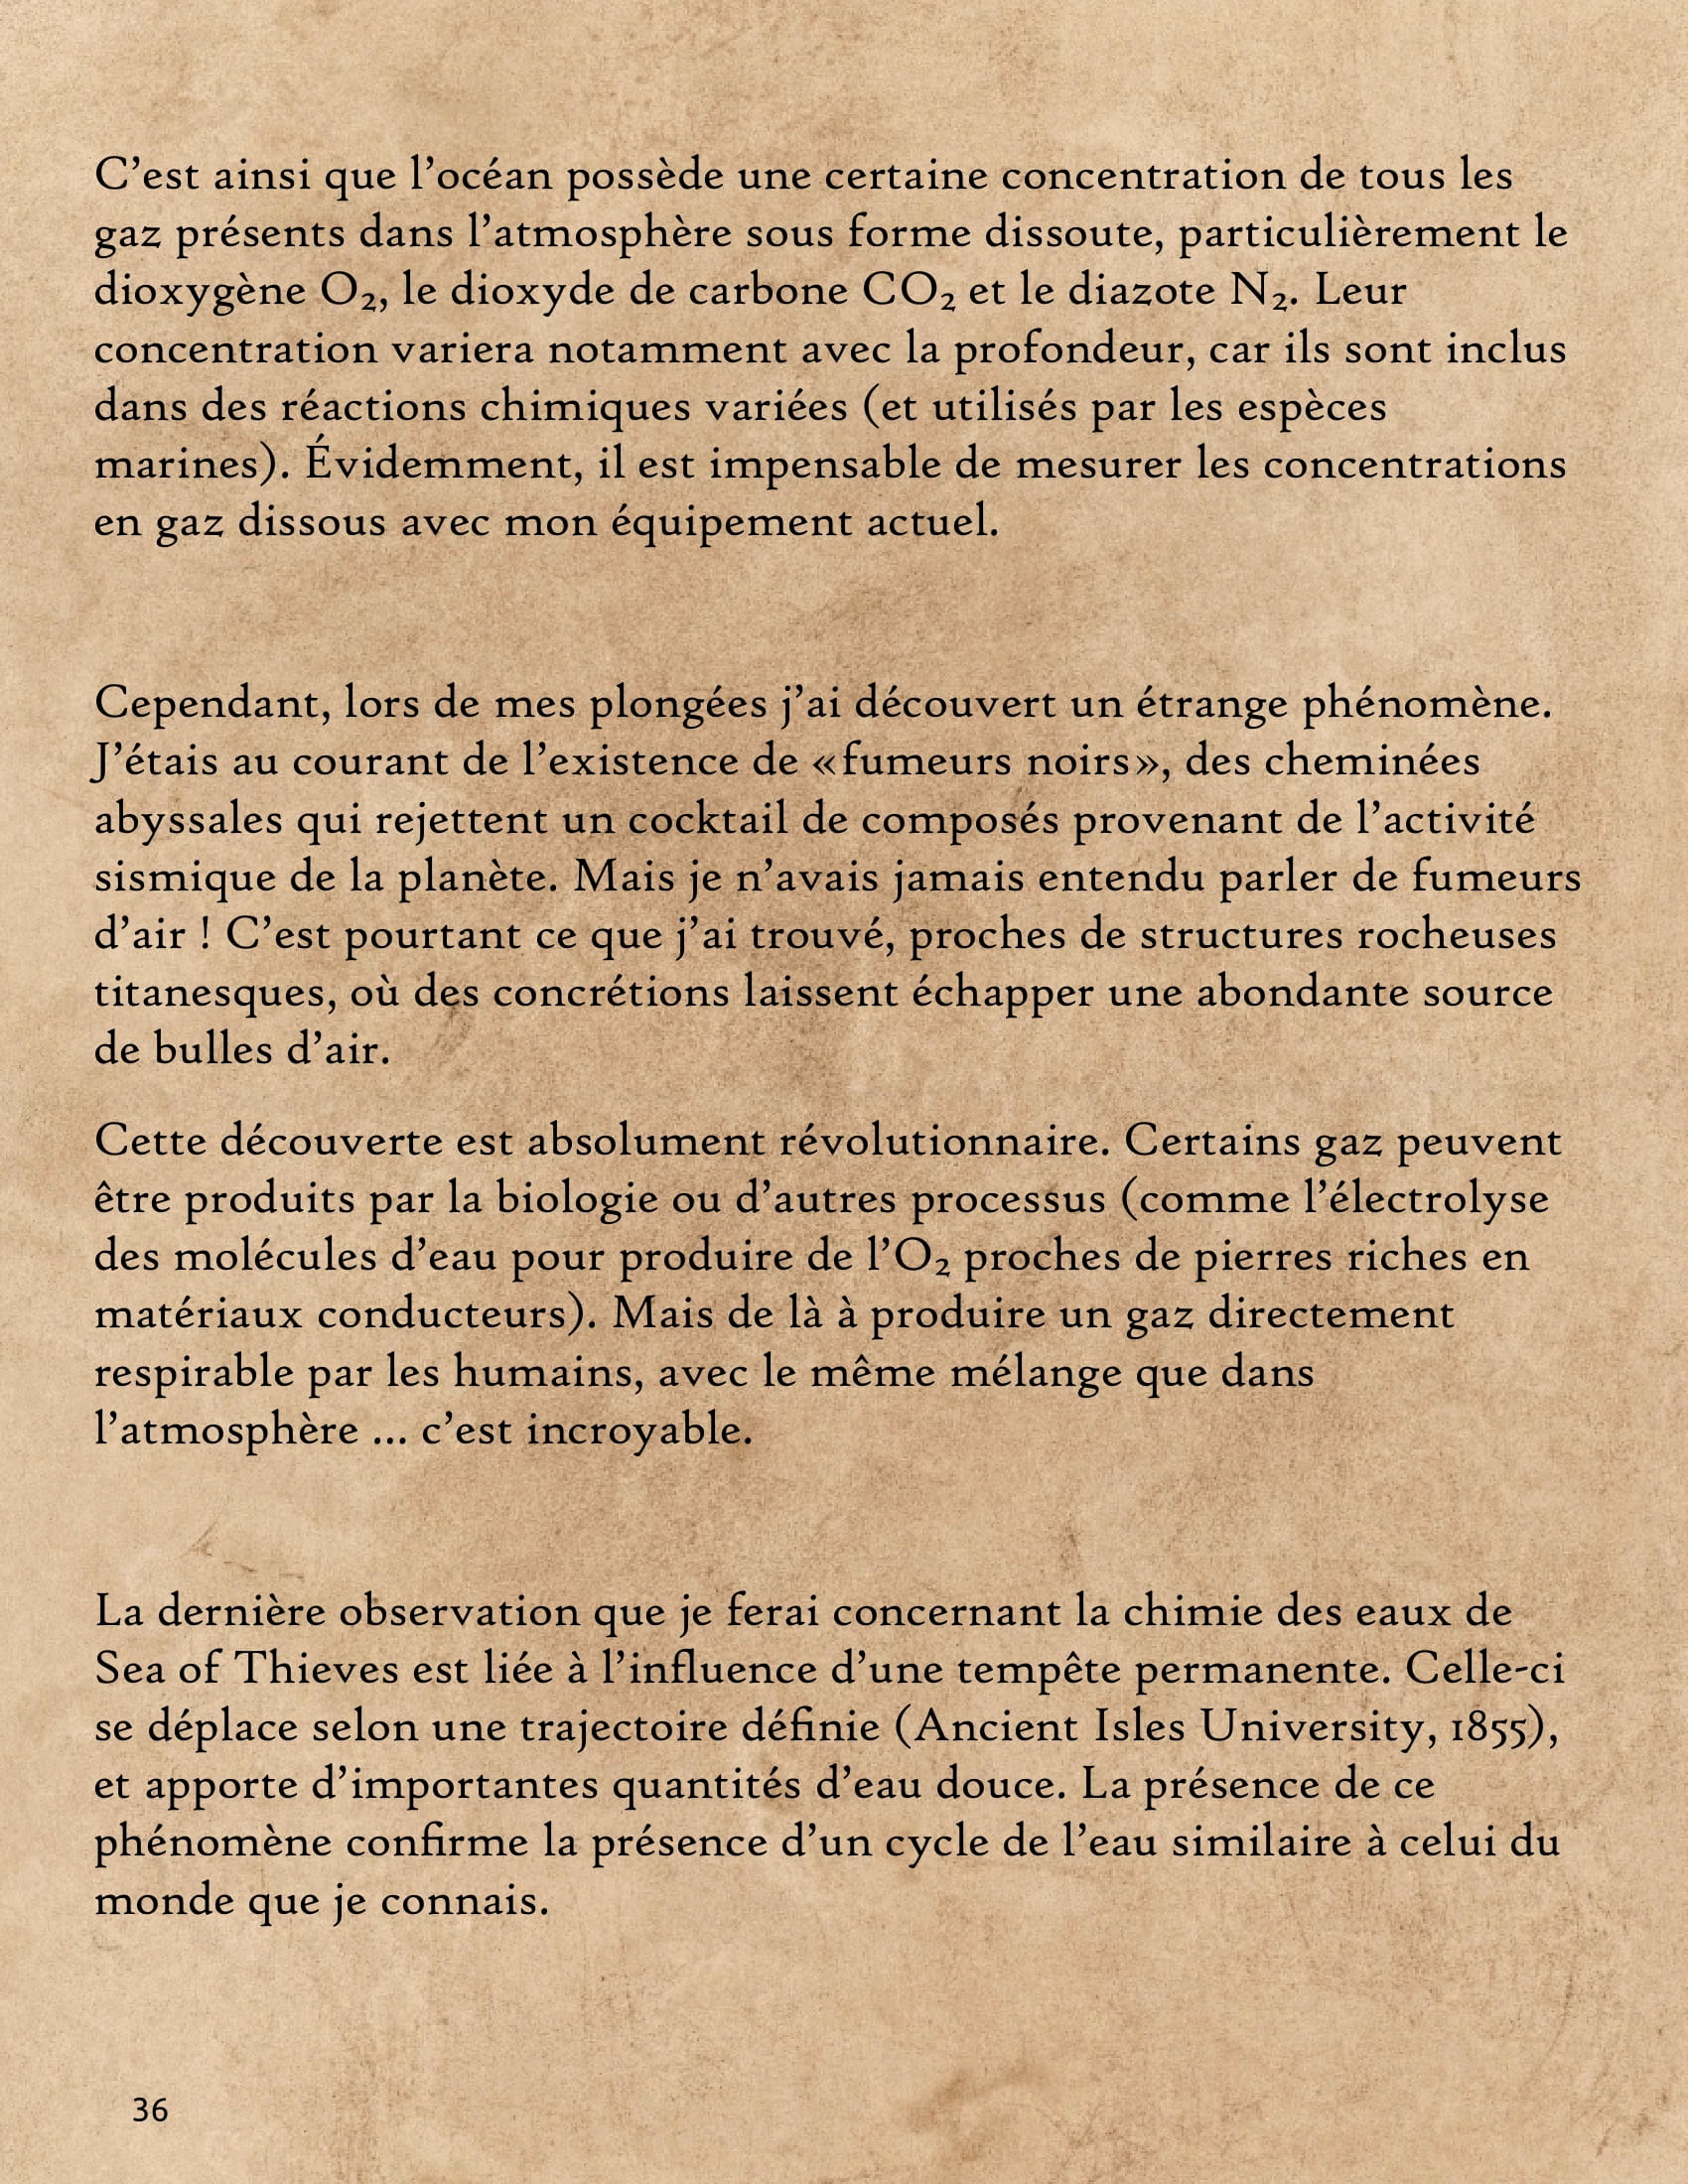 C’est ainsi que l’océan possède une certaine concentration de tous les
gaz présents dans l’atmosphère sous forme dissoute, particulièrement le
dioxygène O₂, le dioxyde de carbone CO₂ et le diazote N₂. Leur
concentration variera notamment avec la profondeur, car ils sont inclus
dans des réactions chimiques variées (et utilisés par les espèces
marines). Évidemment, il est impensable de mesurer les concentrations
en gaz dissous avec mon équipement actuel.
Cependant, lors de mes plongées j’ai découvert un étrange phénomène.
J’étais au courant de l’existence de «fumeurs noirs», des cheminées
abyssales qui rejettent un cocktail de composés provenant de l’activité
sismique de la planète. Mais je n’avais jamais entendu parler de fumeurs
d’air ! C’est pourtant ce que j’ai trouvé, proches de structures rocheuses
titanesques, où des concrétions laissent échapper une abondante source
de bulles d’air.
Cette découverte est absolument révolutionnaire. Certains gaz peuvent
être produits par la biologie ou d’autres processus (comme l’électrolyse
des molécules d’eau pour produire de l’O₂ proches de pierres riches en
matériaux conducteurs). Mais de là à produire un gaz directement
respirable par les humains, avec le même mélange que dans
l’atmosphère ... c’est incroyable.
La dernière observation que je ferai concernant la chimie des eaux de
Sea of Thieves est liée à l’influence d’une tempête permanente. Celle-ci
se déplace selon une trajectoire définie (Ancient Isles University, 1855),
et apporte d’importantes quantités d’eau douce. La présence de ce
phénomène confirme la présence d’un cycle de l’eau similaire à celui du
monde que je connais.
36